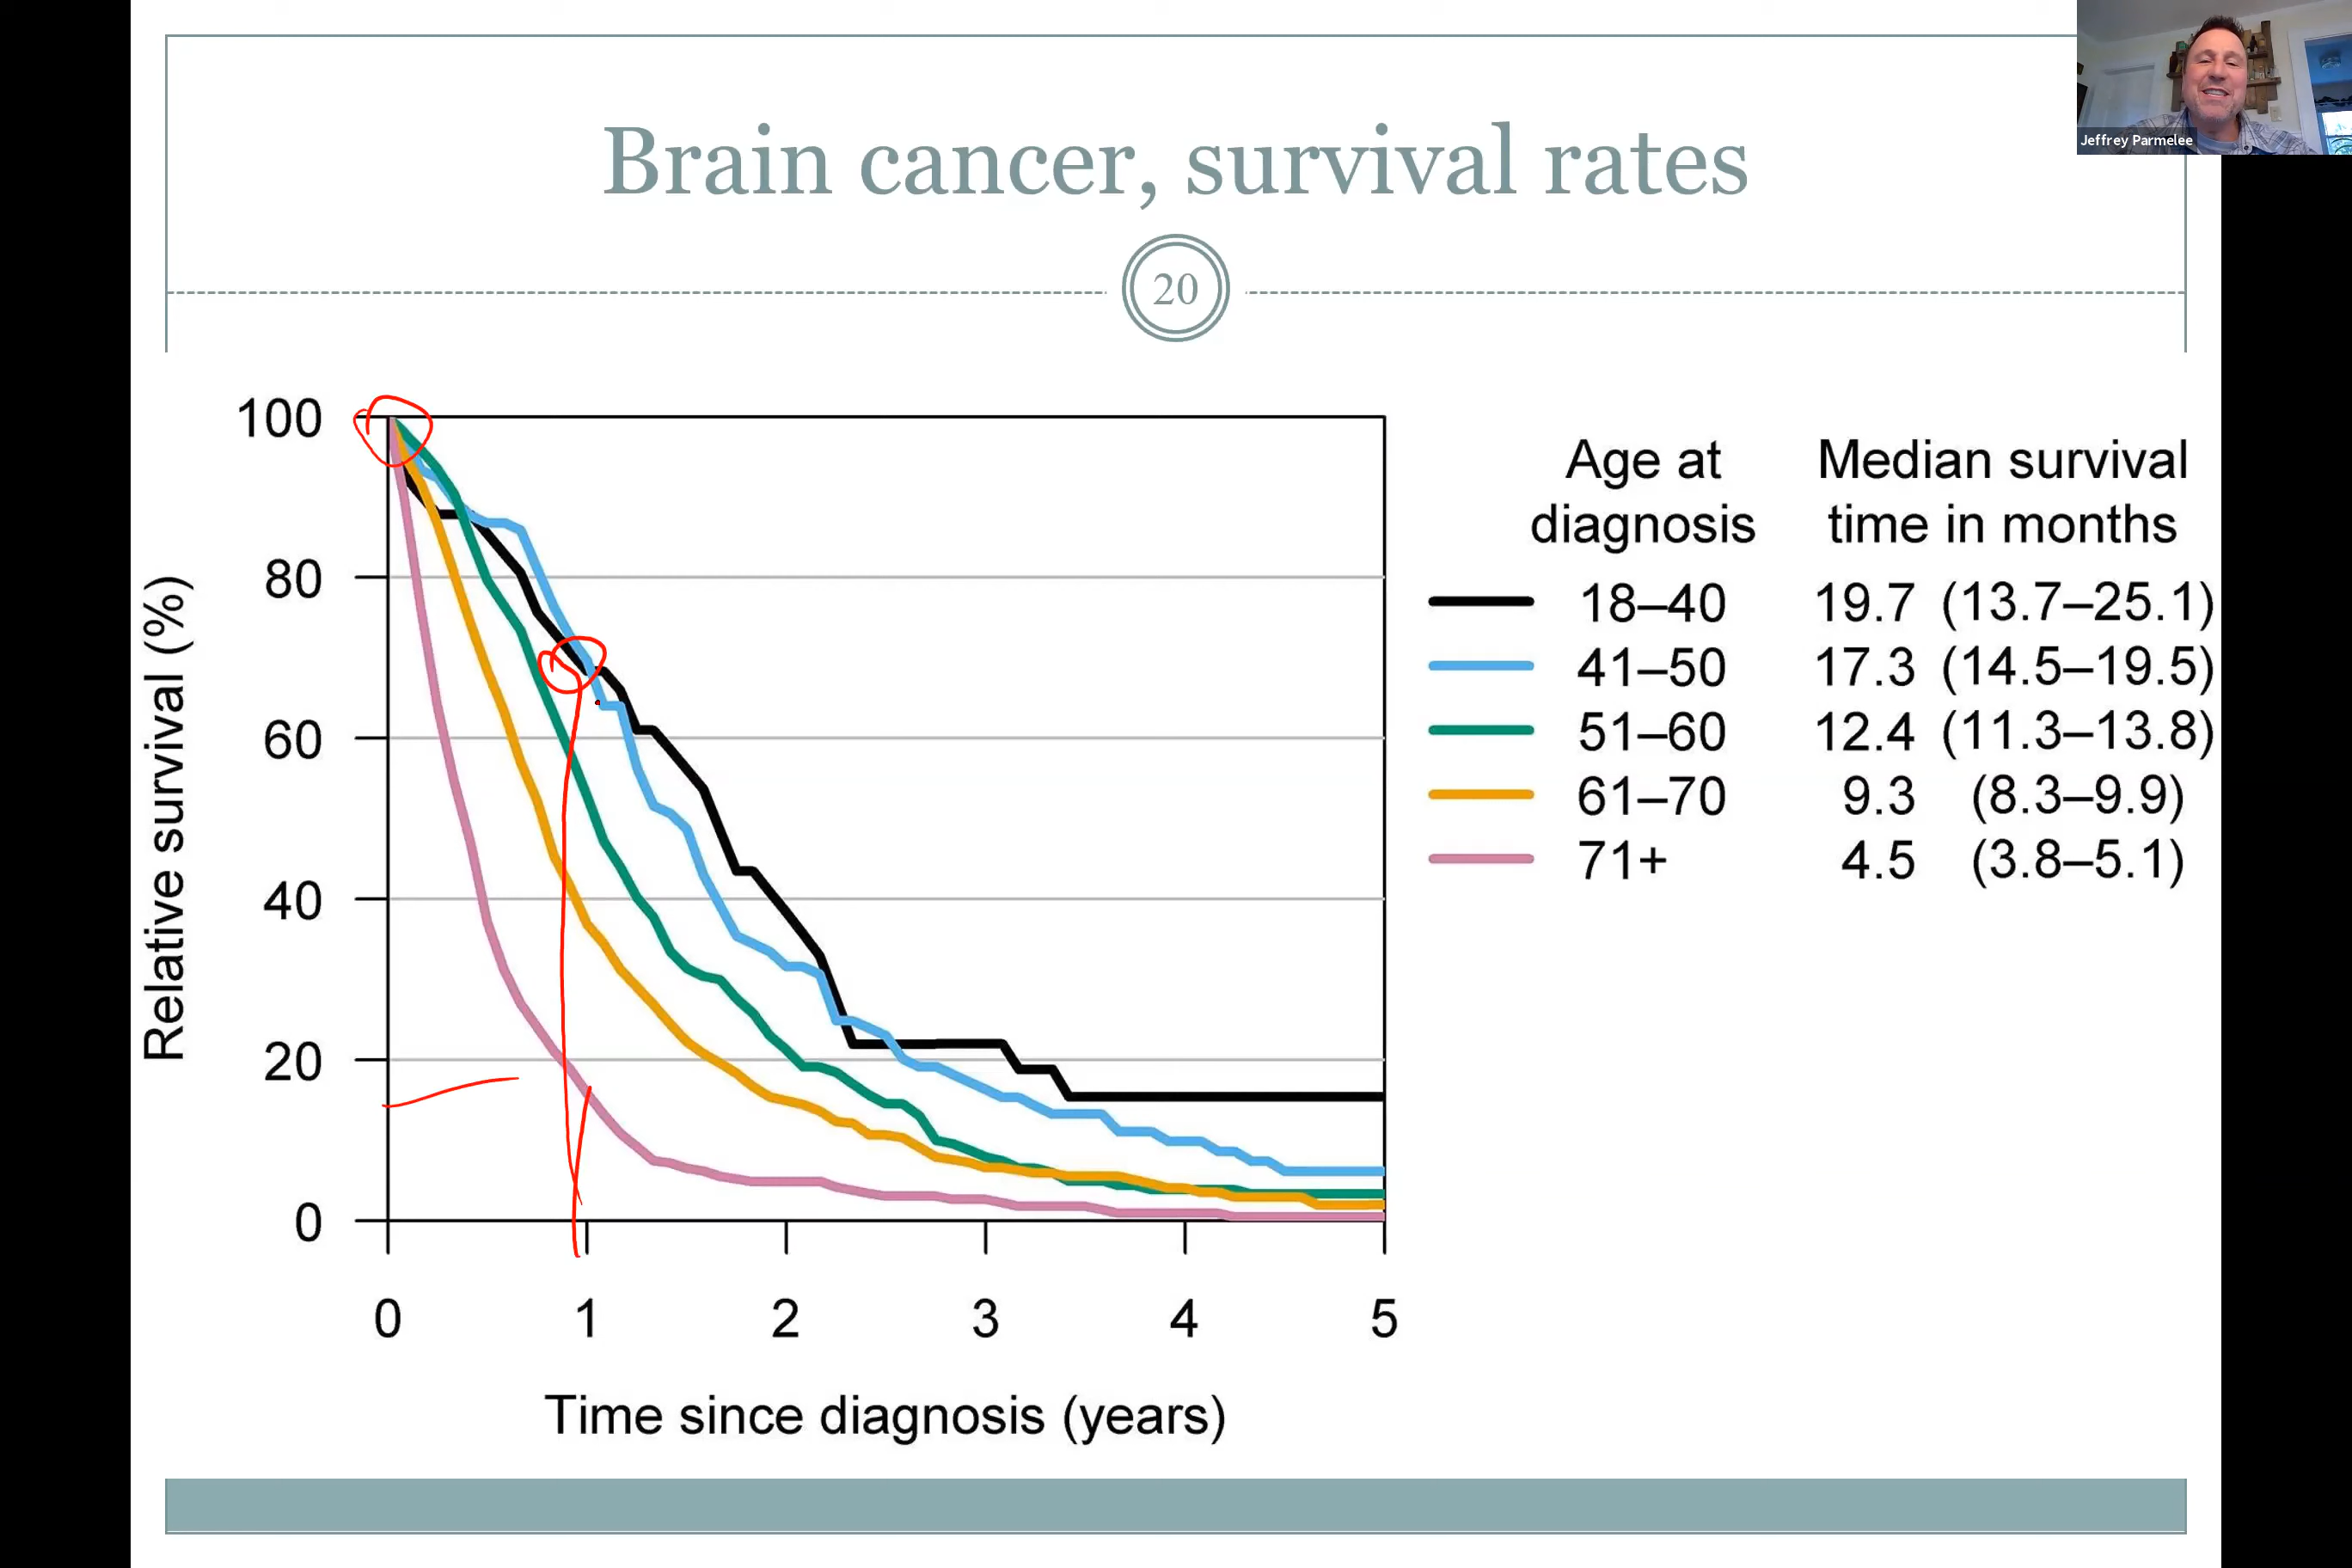 Jeffrey Parmelee
Brain cancer, survival rates
20
Relative survival (%)
100
80
60
40
20
0
0 1 2 3 4 5
Time since diagnosis (years)
Age at Median survival
diagnosis time in months
18–40 19.7 (13.7–25.1)
41–50 17.3 (14.5–19.5)
51–60 12.4 (11.3–13.8)
61–70 9.3 (8.3–9.9)
71+ 4.5 (3.8–5.1)